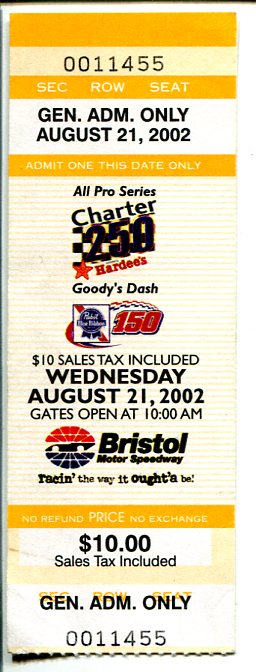 0011455
SEC ROW SEAT
GEN. ADM. ONLY
AUGUST 21, 2002
ADMIT ONE THIS DATE ONLY
All Pro Series
Charter
250
Hardee's
Goody's Dash
Pabst
Blue Ribbon
150
$10 SALES TAX INCLUDED
WEDNESDAY
AUGUST 21, 2002
GATES OPEN AT 10:00 AM
Bristol
Motor Speedway
racin' the way it ought'a be!
NO REFUND PRICE NO EXCHANGE
$10.00
Sales Tax Included
SEC ROW SEAT
GEN. ADM. ONLY
0011455